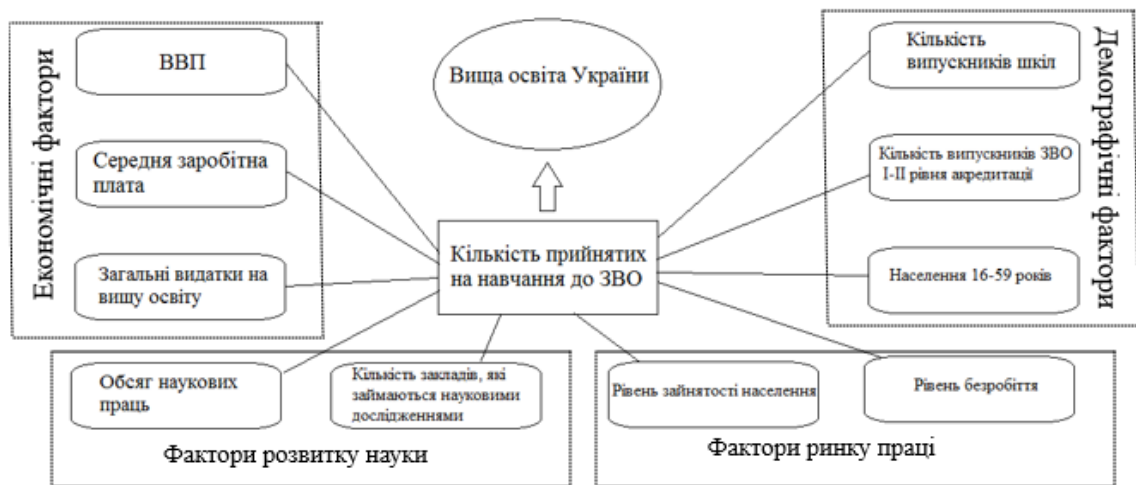 Економічні фактори
ВВП
Середня заробітна
плата
Загальні видатки на
вищу освіту
Вища освіта України
Кількість прийнятих
на навчання до ЗВО
Кількість
випускників шкіл
Кількість випускників ЗВО
І-ІІ рівня акредитації
Населення 16-59 років
Демографічні фактори
Обсяг наукових
праць
Кількість закладів, які
займаються науковими
дослідженнями
Фактори розвитку науки
Рівень зайнятості населення
Рівень безробіття
Фактори ринку праці